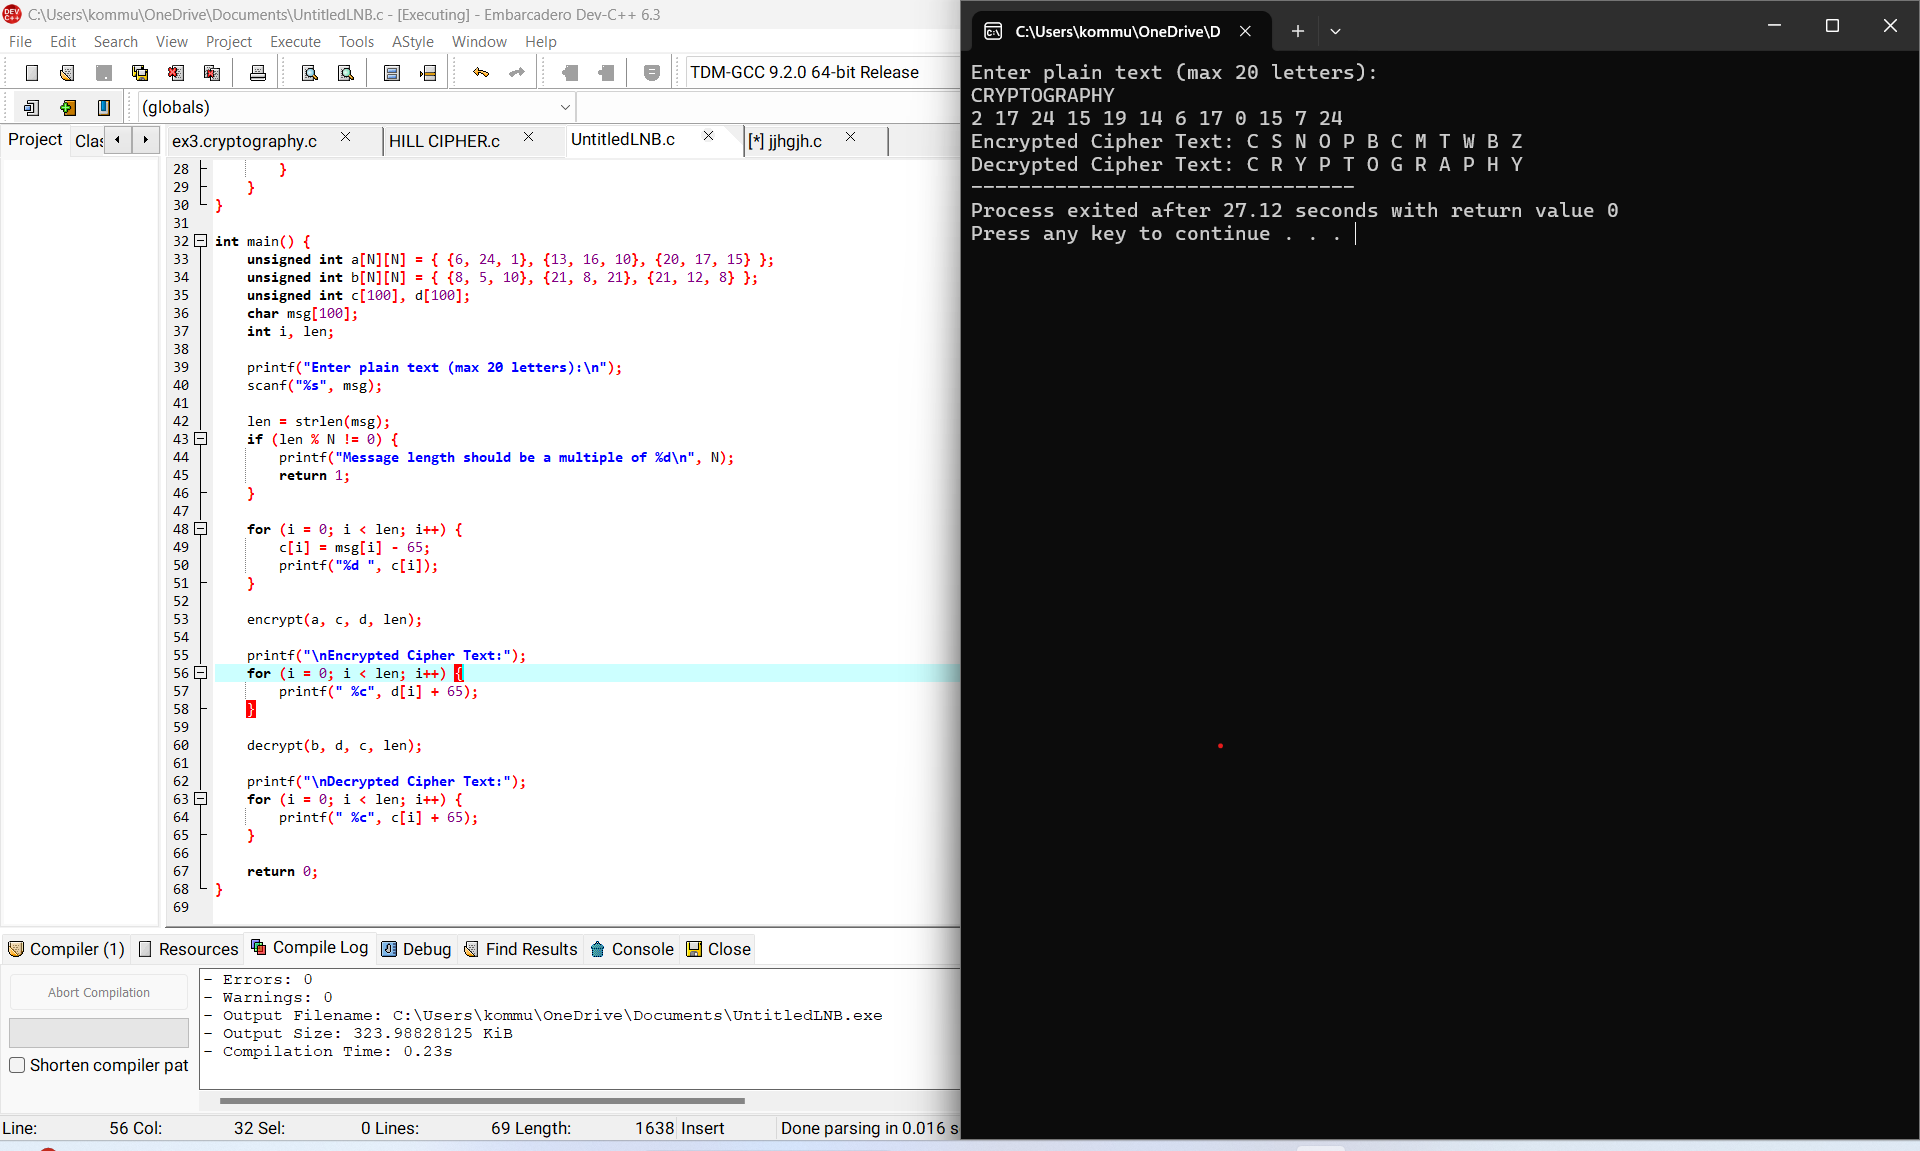 C:\Users\kommu\OneDrive\Documents\UntitledLNB.c - [Executing] - Embarcadero Dev-C++ 6.3
File Edit Search View Project Execute Tools AStyle Window Help
TDM-GCC 9.2.0 64-bit Release
(globals)
Project Clas ex3.cryptography.c HILL CIPHER.c UntitledLNB.c [*] jjhgjh.c
28 }
29 }
30 }
31
32 int main() {
33 unsigned int a[N][N] = { {6, 24, 1}, {13, 16, 10}, {20, 17, 15} };
34 unsigned int b[N][N] = { {8, 5, 10}, {21, 8, 21}, {21, 12, 8} };
35 unsigned int c[100], d[100];
36 char msg[100];
37 int i, len;
38
39 printf("Enter plain text (max 20 letters):\n");
40 scanf("%s", msg);
41
42 len = strlen(msg);
43 if (len % N != 0) {
44 printf("Message length should be a multiple of %d\n", N);
45 return 1;
46 }
47
48 for (i = 0; i < len; i++) {
49 c[i] = msg[i] - 65;
50 printf("%d ", c[i]);
51 }
52
53 encrypt(a, c, d, len);
54
55 printf("\nEncrypted Cipher Text:");
56 for (i = 0; i < len; i++) {
57 printf(" %c", d[i] + 65);
58 }
59
60 decrypt(b, d, c, len);
61
62 printf("\nDecrypted Cipher Text:");
63 for (i = 0; i < len; i++) {
64 printf(" %c", c[i] + 65);
65 }
66
67 return 0;
68 }
69
Compiler (1) Resources Compile Log Debug Find Results Console Close
Abort Compilation
Shorten compiler pat
- Errors: 0
- Warnings: 0
- Output Filename: C:\Users\kommu\OneDrive\Documents\UntitledLNB.exe
- Output Size: 323.98828125 KiB
- Compilation Time: 0.23s
Line: 56 Col: 32 Sel: 0 Lines: 69 Length: 1638 Insert Done parsing in 0.016 s
C:\Users\kommu\OneDrive\D
Enter plain text (max 20 letters):
CRYPTOGRAPHY
2 17 24 15 19 14 6 17 0 15 7 24
Encrypted Cipher Text: C S N O P B C M T W B Z
Decrypted Cipher Text: C R Y P T O G R A P H Y
--------------------------------
Process exited after 27.12 seconds with return value 0
Press any key to continue . . .